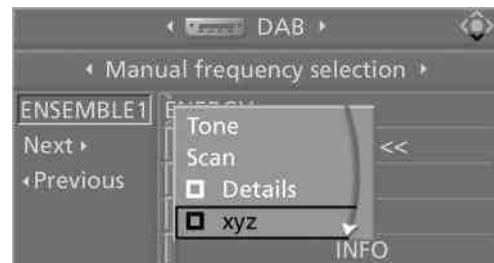 DAB
Manual frequency selection
ENSEMBLE1
Next
<<
Previous
Tone
Scan
Details
xyz
INFO